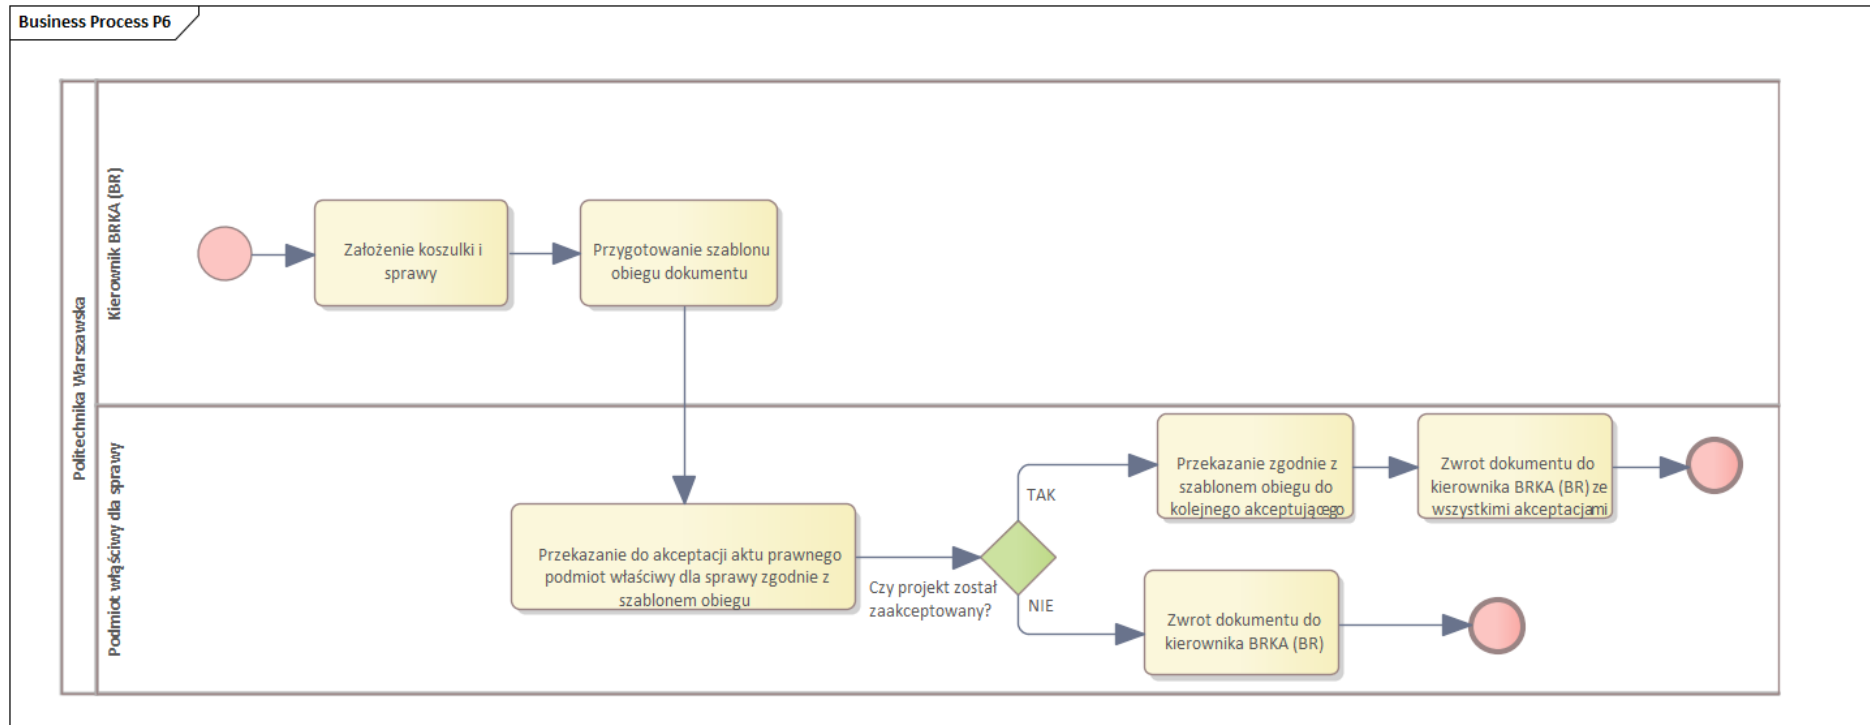 Business Process P6
Politechnika Warszawska
Kierownik BRKA (BR)
Założenie koszulki i
sprawy
Przygotowanie szablonu
obiegu dokumentu
Podmiot włąściwy dla sprawy
Przekazanie do akceptacji aktu prawnego
podmiot właściwy dla sprawy zgodnie z
szablonem obiegu
Czy projekt został
zaakceptowany?
TAK
Przekazanie zgodnie z
szablonem obiegu do
kolejnego akceptującego
Zwrot dokumentu do
kierownika BRKA (BR) ze
wszystkimi akceptacjami
NIE
Zwrot dokumentu do
kierownika BRKA (BR)